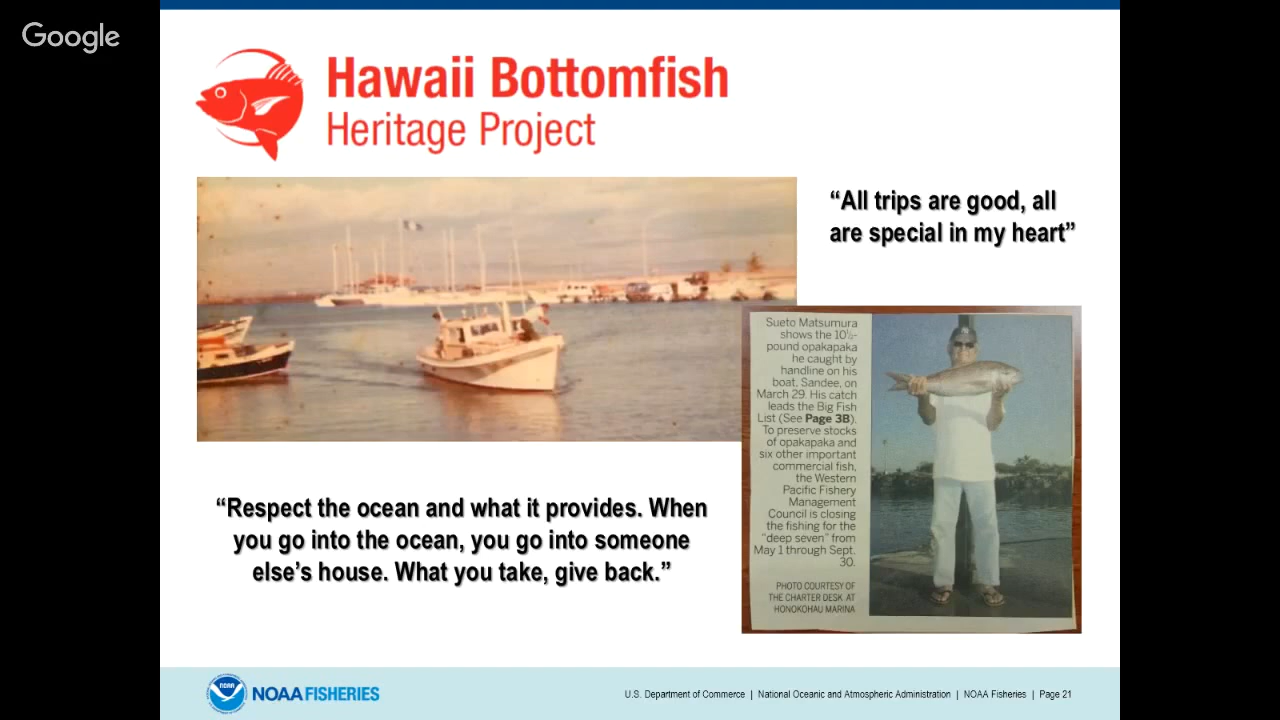 Google
Hawaii Bottomfish
Heritage Project
“All trips are good, all
are special in my heart”
Sueto Matsumura
shows the 10½-
pound opakapaka
he caught by
handline on his
boat, Sandee, on
March 29. His catch
leads the Big Fish
List (See Page 3B).
To preserve stocks
of opakapaka and
six other important
commercial fish,
the Western
Pacific Fishery
Management
Council is closing
the fishing for the
“deep seven” from
May 1 through Sept.
30.
PHOTO COURTESY OF
THE CHARTER DESK AT
HONOKOHAU MARINA
“Respect the ocean and what it provides. When
you go into the ocean, you go into someone
else’s house. What you take, give back.”
NOAA
NOAA FISHERIES
U.S. Department of Commerce | National Oceanic and Atmospheric Administration | NOAA Fisheries | Page 21